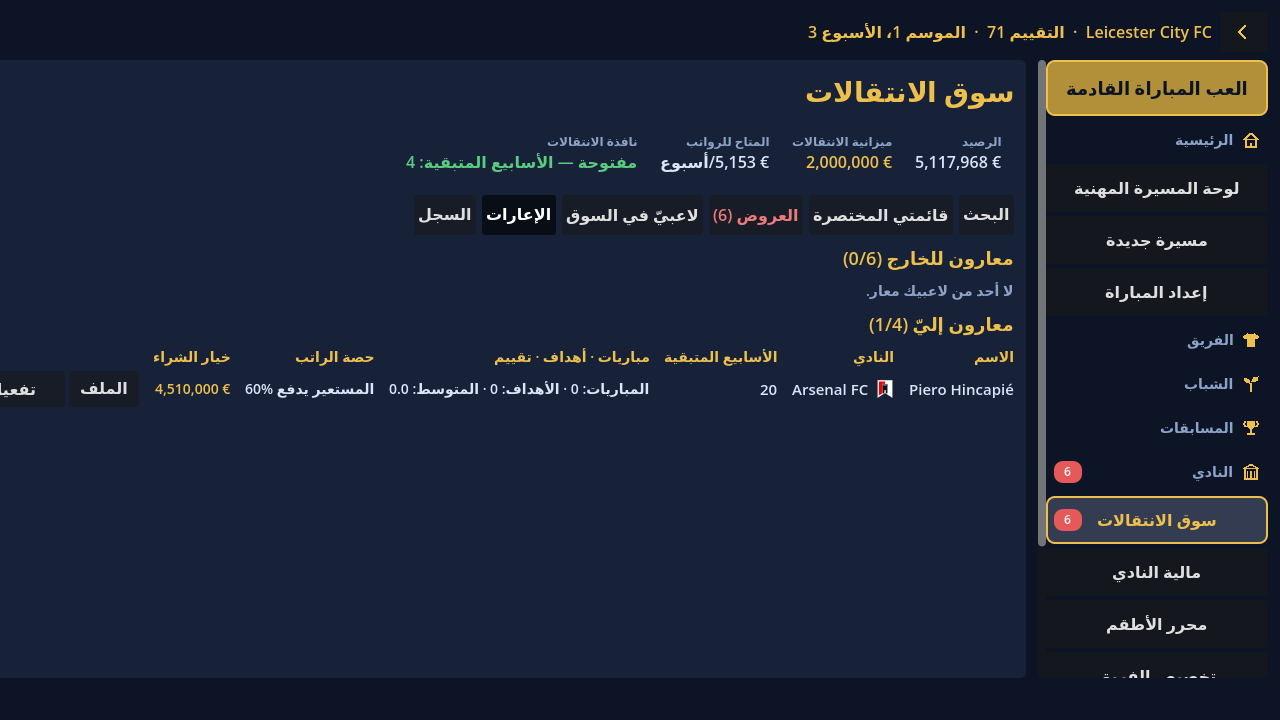 Leicester City FC · التقييم 71 · الموسم 1، الأسبوع 3
العب المباراة القادمة
الرئيسية
لوحة المسيرة المهنية
مسيرة جديدة
إعداد المباراة
الفريق
الشباب
المسابقات
النادي 6
سوق الانتقالات 6
مالية النادي
محرر الأطقم
سوق الانتقالات
الرصيد ميزانية الانتقالات المتاح للرواتب نافذة الانتقالات
5,117,968 € 2,000,000 € 5,153 €/أسبوع مفتوحة — الأسابيع المتبقية: 4
البحث قائمتي المختصرة العروض (6) لاعبيّ في السوق الإعارات السجل
معارون للخارج (0/6)
لا أحد من لاعبيك معار.
معارون إليّ (1/4)
الاسم النادي الأسابيع المتبقية مباريات · أهداف · تقييم حصة الراتب خيار الشراء
Piero Hincapié Arsenal FC 20 المباريات: 0 · الأهداف: 0 · المتوسط: 0.0 المستعير يدفع 60% 4,510,000 € الملف